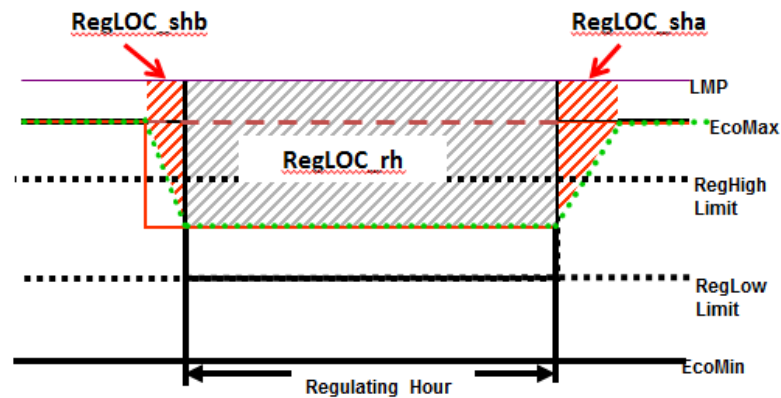 RegLOC_shb
RegLOC_sha
LMP
EcoMax
RegLOC_rh
RegHigh
Limit
RegLow
Limit
EcoMin
Regulating Hour